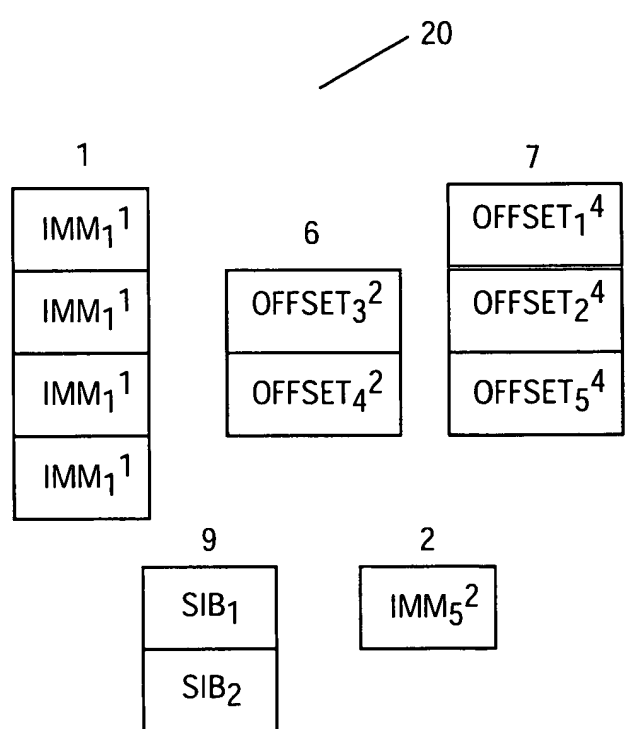 20
1
IMM₁¹
IMM₁¹
IMM₁¹
IMM₁¹
6
OFFSET₃²
OFFSET₄²
7
OFFSET₁⁴
OFFSET₂⁴
OFFSET₅⁴
9
SIB₁
SIB₂
2
IMM₅²